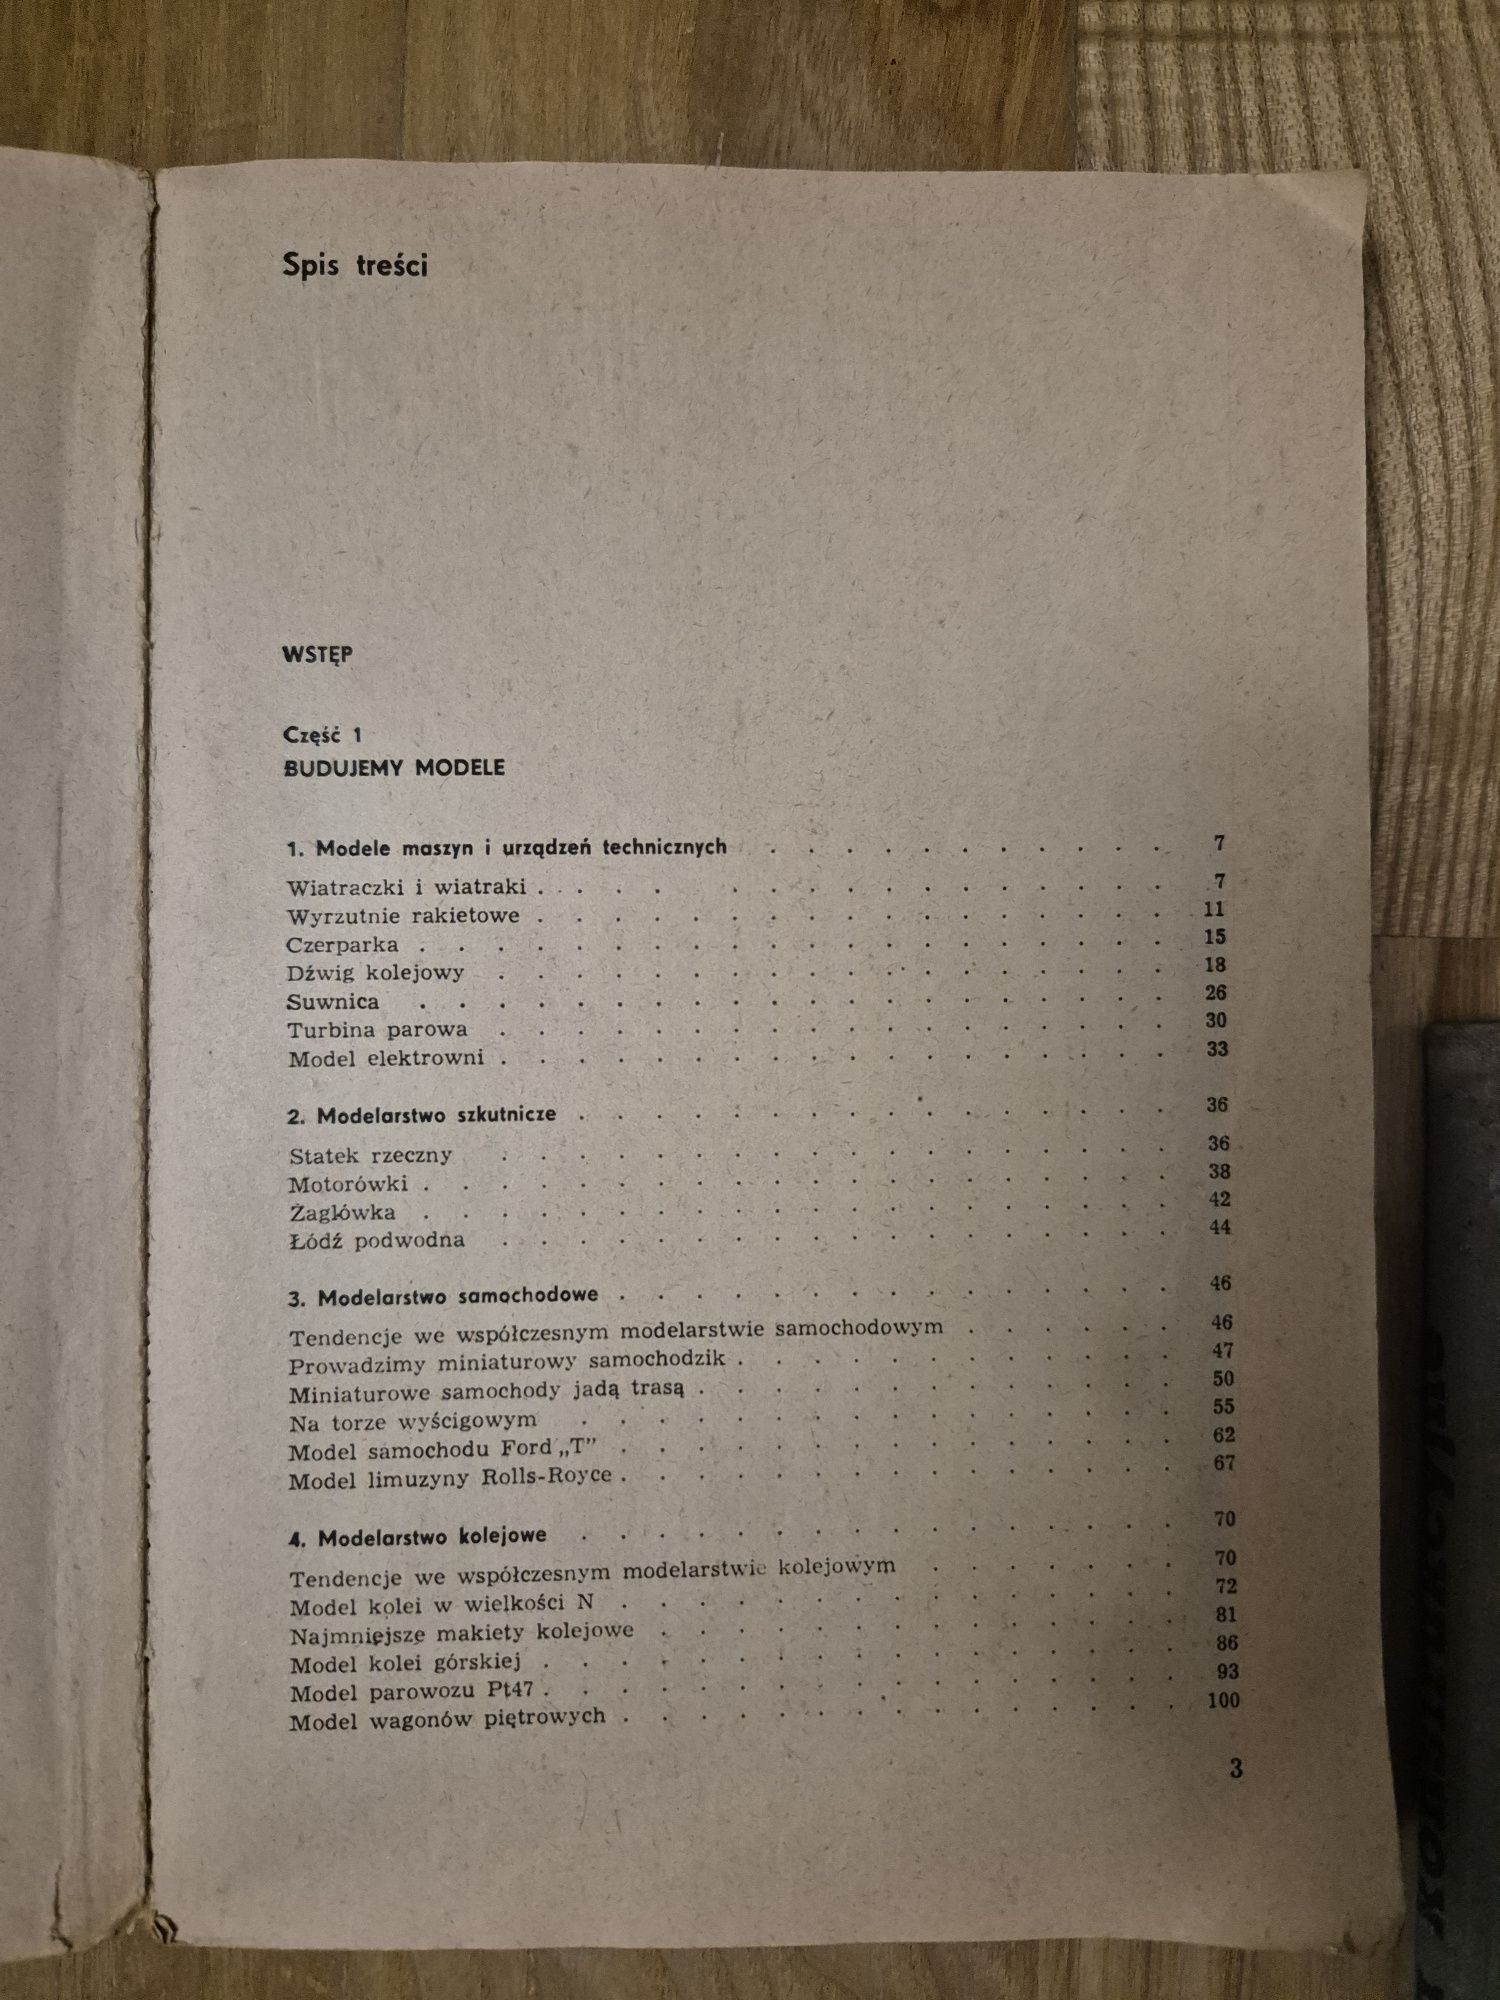 Spis treści
WSTĘP
Część 1
BUDUJEMY MODELE
1. Modele maszyn i urządzeń technicznych . . . . . . . . . . . 7
Wiatraczki i wiatraki . . . . . . . . . . . . . . . . 7
Wyrzutnie rakietowe . . . . . . . . . . . . . . . . . 11
Czerparka . . . . . . . . . . . . . . . . . . . . 15
Dźwig kolejowy . . . . . . . . . . . . . . . . . . 18
Suwnica . . . . . . . . . . . . . . . . . . . . 26
Turbina parowa . . . . . . . . . . . . . . . . . . 30
Model elektrowni . . . . . . . . . . . . . . . . . . 33
2. Modelarstwo szkutnicze . . . . . . . . . . . . . . . . 36
Statek rzeczny . . . . . . . . . . . . . . . . . . 36
Motorówki . . . . . . . . . . . . . . . . . . . . 38
Żaglówka . . . . . . . . . . . . . . . . . . . . 42
Łódź podwodna . . . . . . . . . . . . . . . . . . 44
3. Modelarstwo samochodowe . . . . . . . . . . . . . . . 46
Tendencje we współczesnym modelarstwie samochodowym . . . . . . 46
Prowadzimy miniaturowy samochodzik . . . . . . . . . . . . 47
Miniaturowe samochody jadą trasą . . . . . . . . . . . . . 50
Na torze wyścigowym . . . . . . . . . . . . . . . . 55
Model samochodu Ford „T” . . . . . . . . . . . . . . . 62
Model limuzyny Rolls-Royce . . . . . . . . . . . . . . . 67
4. Modelarstwo kolejowe . . . . . . . . . . . . . . . . 70
Tendencje we współczesnym modelarstwie kolejowym . . . . . . . 70
Model kolei w wielkości N . . . . . . . . . . . . . . . 72
Najmniejsze makiety kolejowe . . . . . . . . . . . . . . 81
Model kolei górskiej . . . . . . . . . . . . . . . . . 86
Model parowozu Pt47 . . . . . . . . . . . . . . . . . 93
Model wagonów piętrowych . . . . . . . . . . . . . . . 100
3